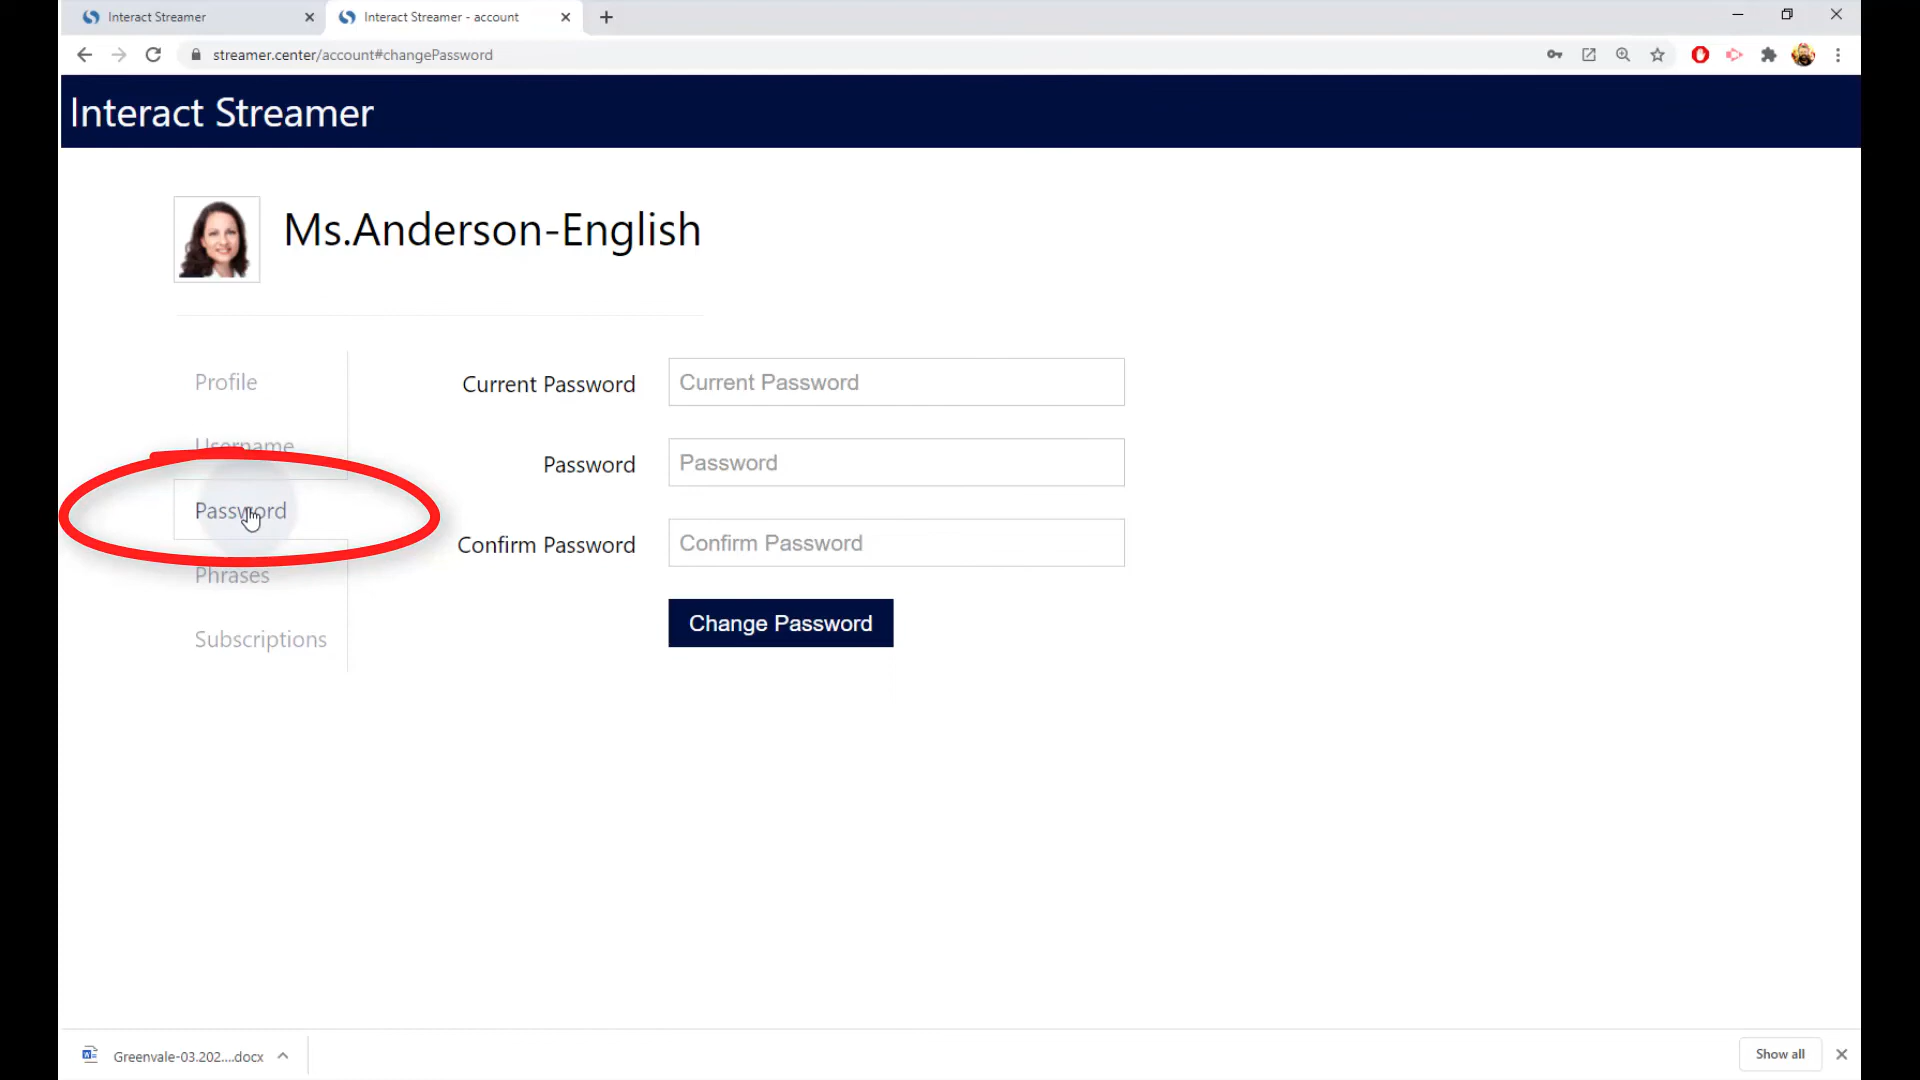 Interact Streamer
Interact Streamer - account
streamer.center/account#changePassword
Interact Streamer
Ms.Anderson-English
Profile
Username
Password
Phrases
Subscriptions
Current Password
Current Password
Password
Password
Confirm Password
Confirm Password
Change Password
Greenvale-03.202....docx
Show all